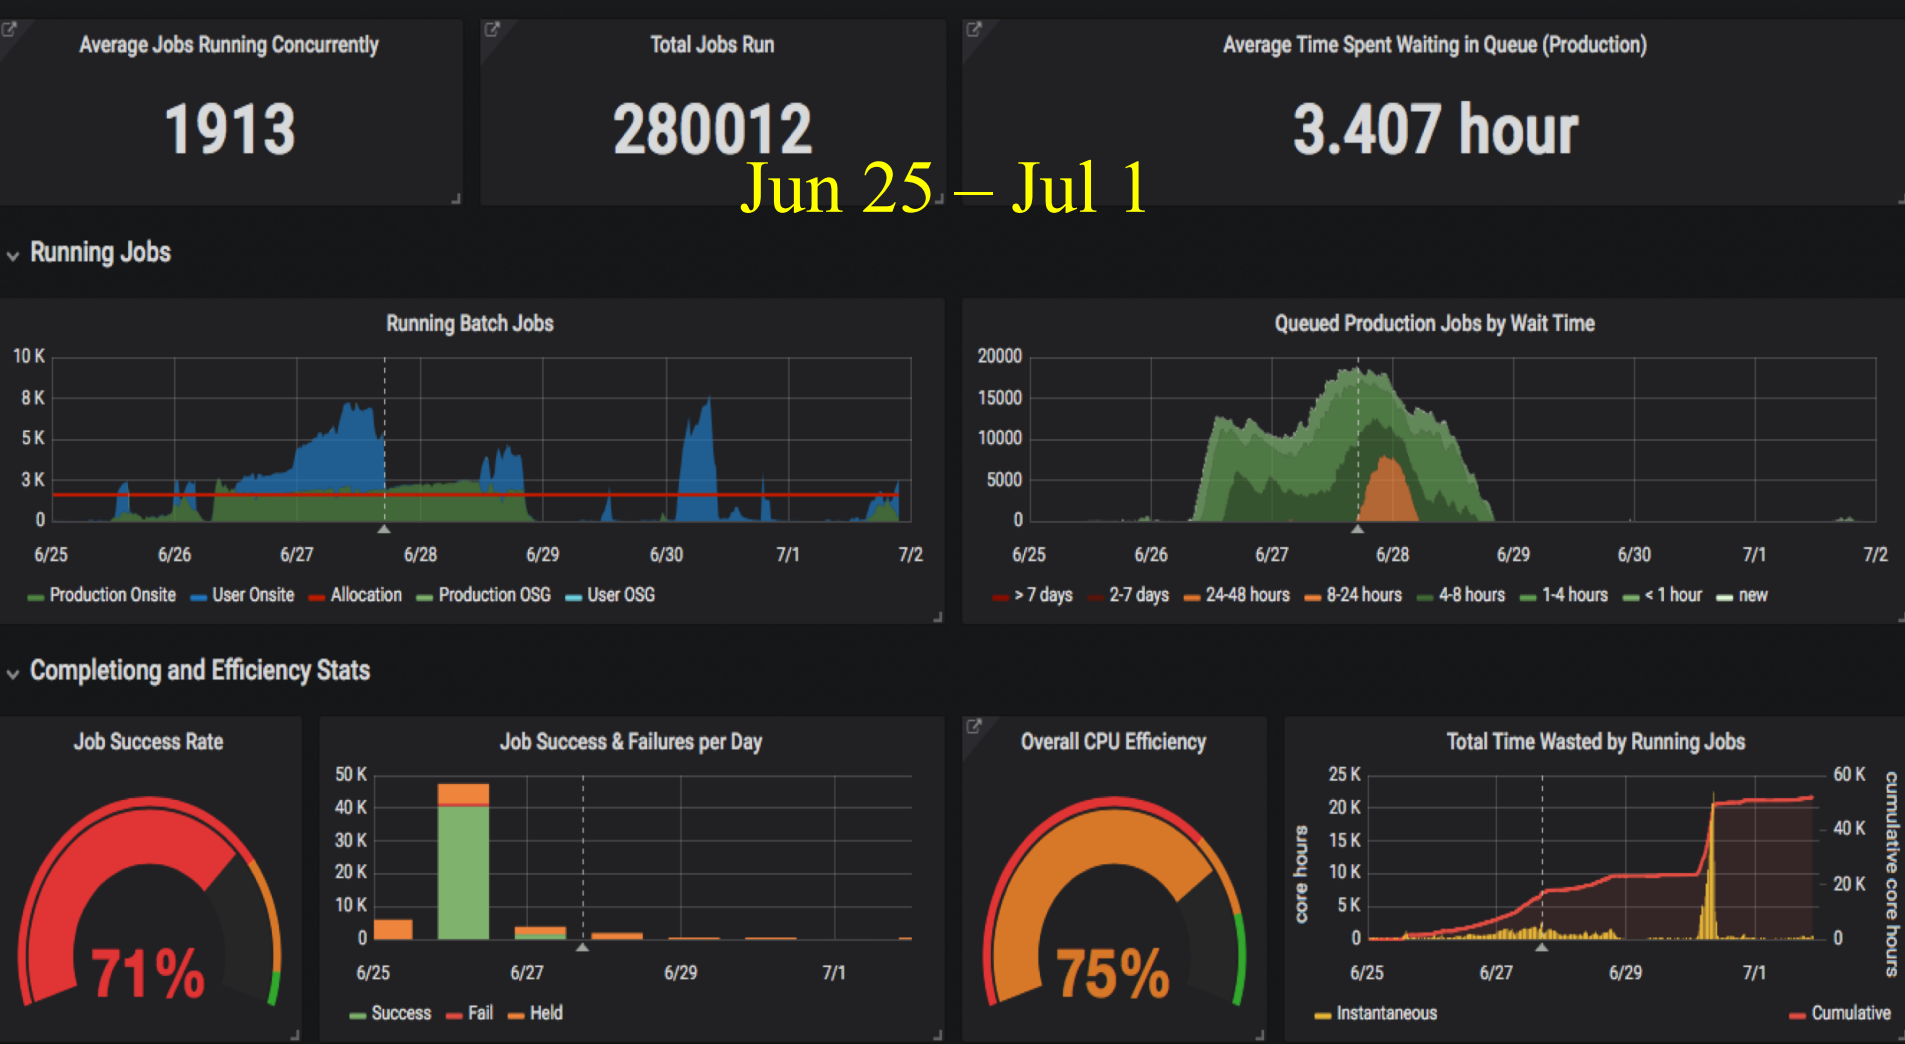 Average Jobs Running Concurrently
1913
Total Jobs Run
280012
Average Time Spent Waiting in Queue (Production)
3.407 hour
Jun 25 – Jul 1
Running Jobs
Running Batch Jobs
10 K
8 K
5 K
3 K
0
6/25 6/26 6/27 6/28 6/29 6/30 7/1 7/2
Production Onsite User Onsite Allocation Production OSG User OSG
Queued Production Jobs by Wait Time
20000
15000
10000
5000
0
6/25 6/26 6/27 6/28 6/29 6/30 7/1 7/2
> 7 days 2-7 days 24-48 hours 8-24 hours 4-8 hours 1-4 hours < 1 hour new
Completiong and Efficiency Stats
Job Success Rate
71%
Job Success & Failures per Day
50 K
40 K
30 K
20 K
10 K
0
6/25 6/27 6/29 7/1
Success Fail Held
Overall CPU Efficiency
75%
Total Time Wasted by Running Jobs
core hours
25 K
20 K
15 K
10 K
5 K
0
60 K
40 K
20 K
0
cumulative core hours
6/25 6/27 6/29 7/1
Instantaneous Cumulative